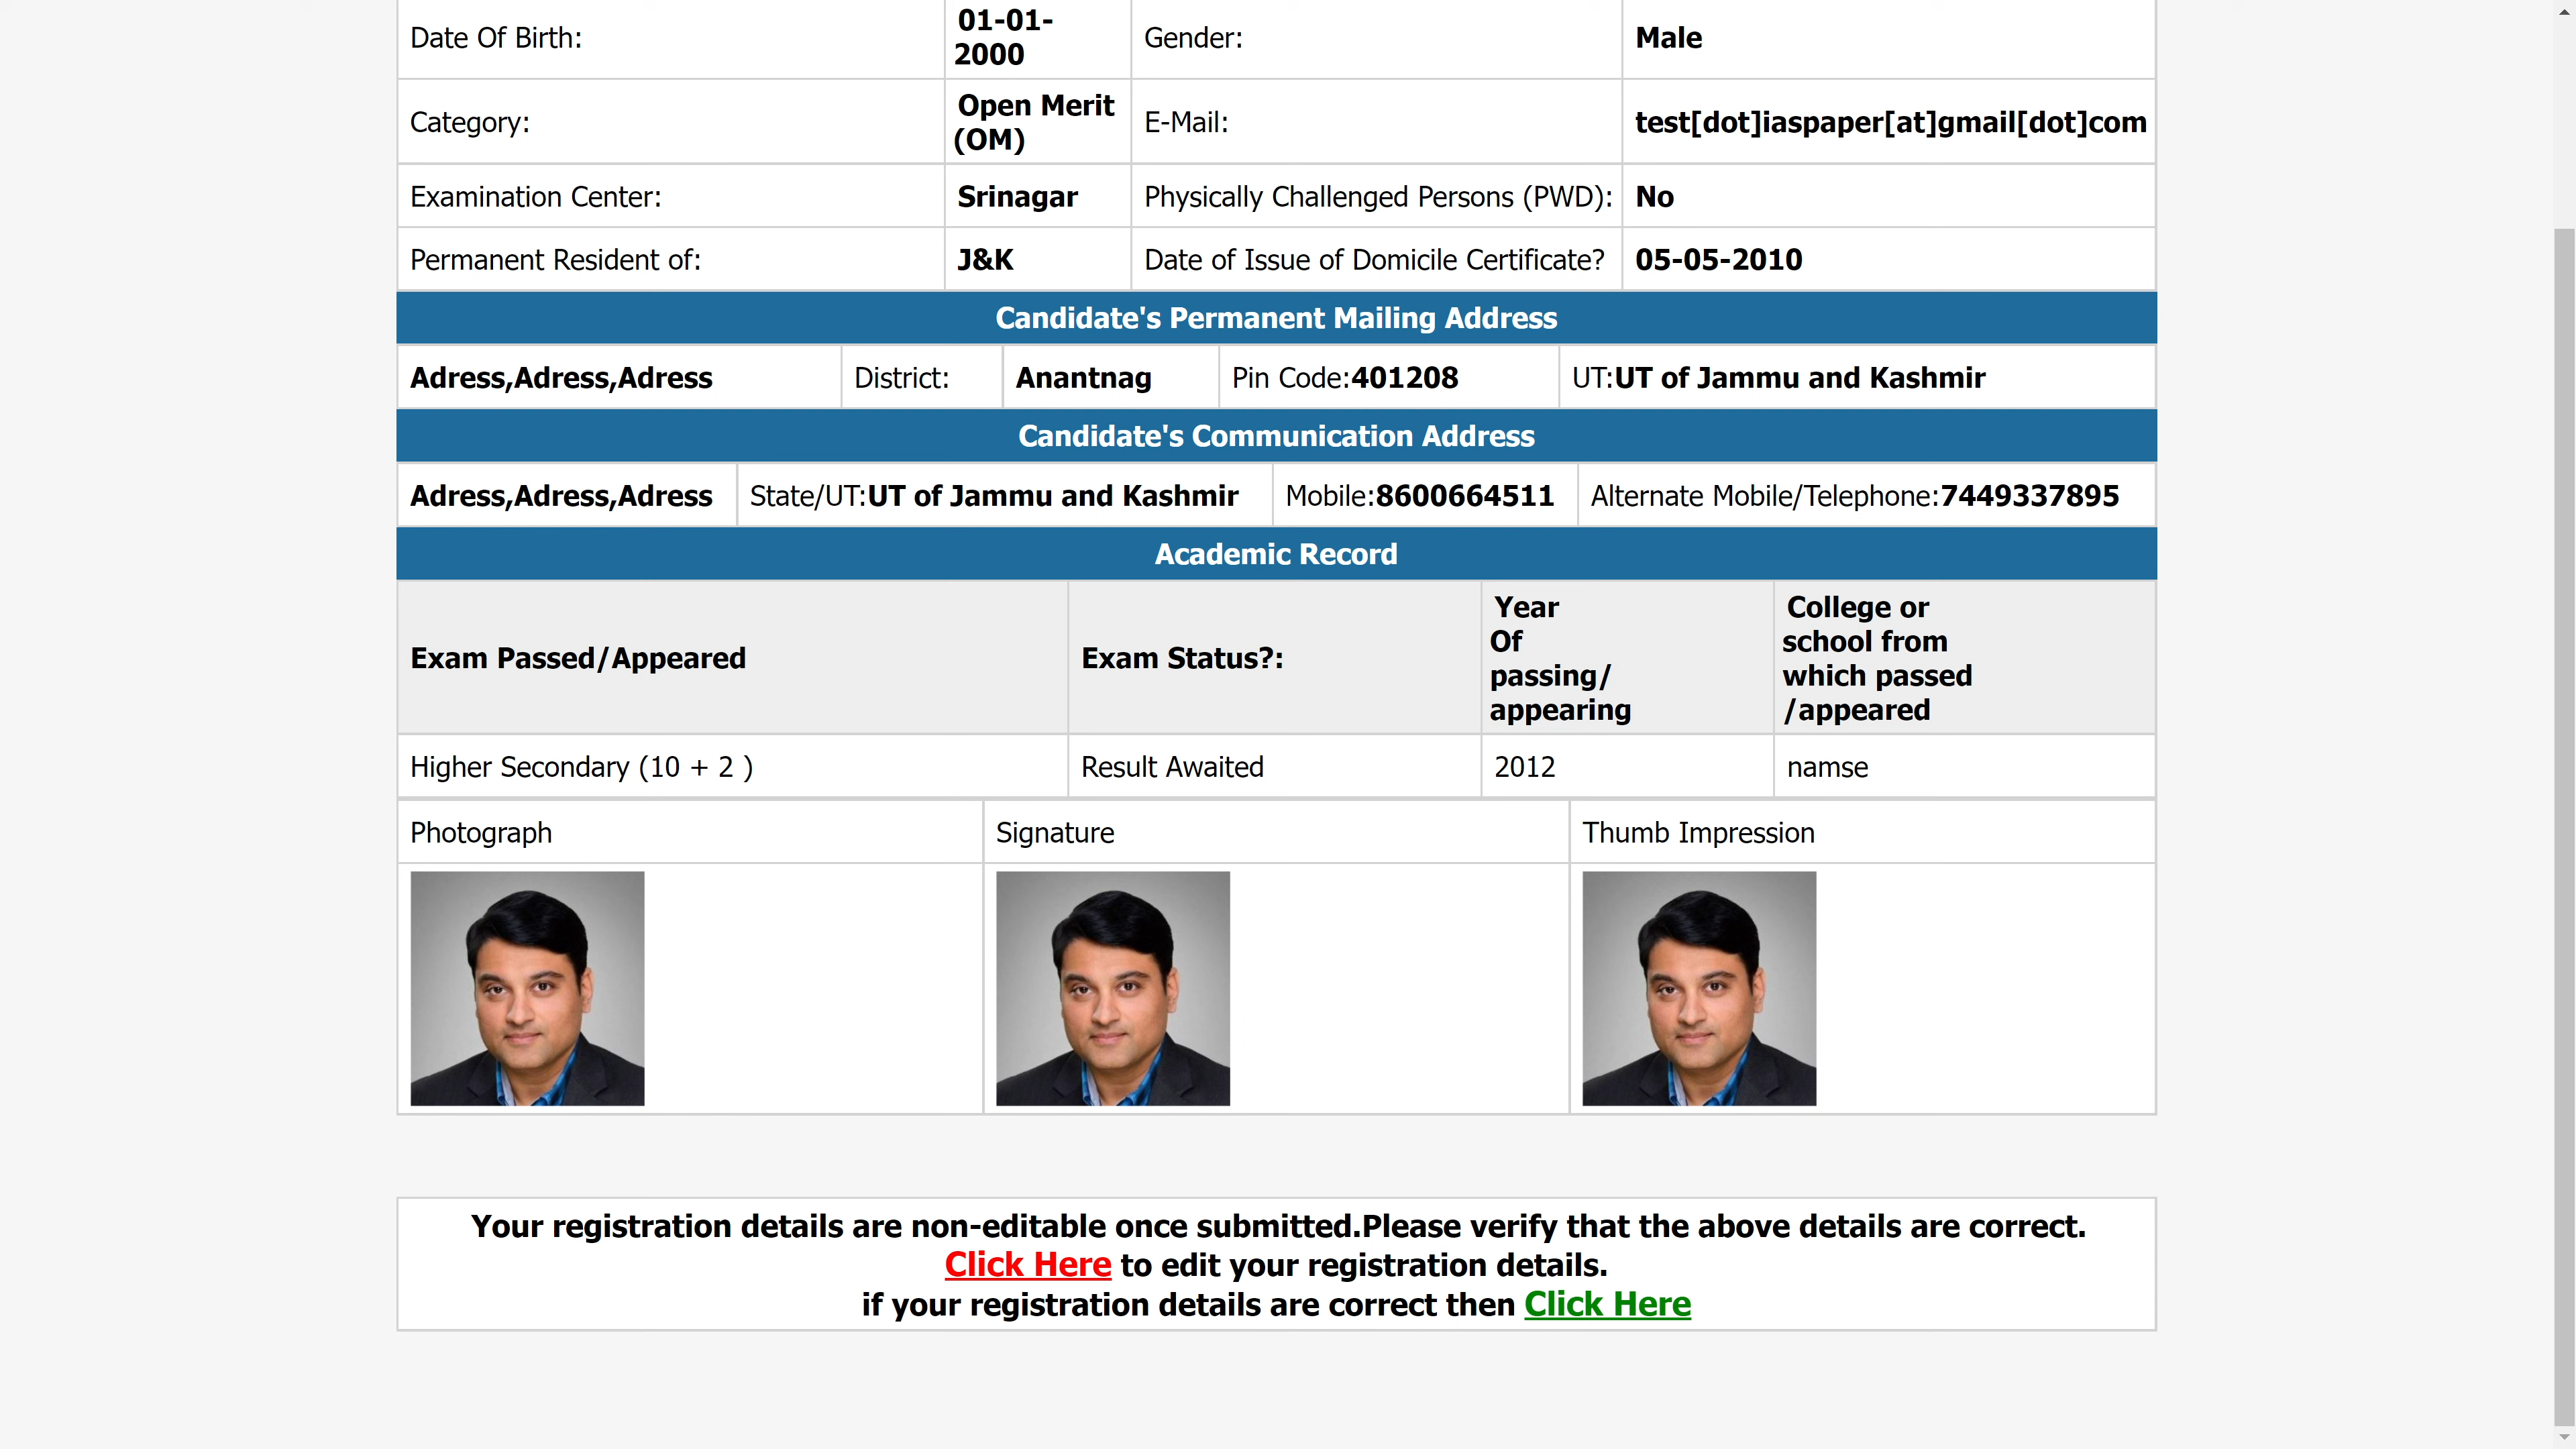 Date Of Birth: 01-01-2000 Gender: Male
Category: Open Merit (OM) E-Mail: test[dot]iaspaper[at]gmail[dot]com
Examination Center: Srinagar Physically Challenged Persons (PWD): No
Permanent Resident of: J&K Date of Issue of Domicile Certificate? 05-05-2010
Candidate's Permanent Mailing Address
Adress,Adress,Adress District: Anantnag Pin Code:401208 UT:UT of Jammu and Kashmir
Candidate's Communication Address
Adress,Adress,Adress State/UT:UT of Jammu and Kashmir Mobile:8600664511 Alternate Mobile/Telephone:7449337895
Academic Record
Exam Passed/Appeared Exam Status?: Year Of passing/ appearing College or school from which passed /appeared
Higher Secondary (10 + 2 ) Result Awaited 2012 namse
Photograph Signature Thumb Impression
Your registration details are non-editable once submitted.Please verify that the above details are correct.
Click Here to edit your registration details.
if your registration details are correct then Click Here